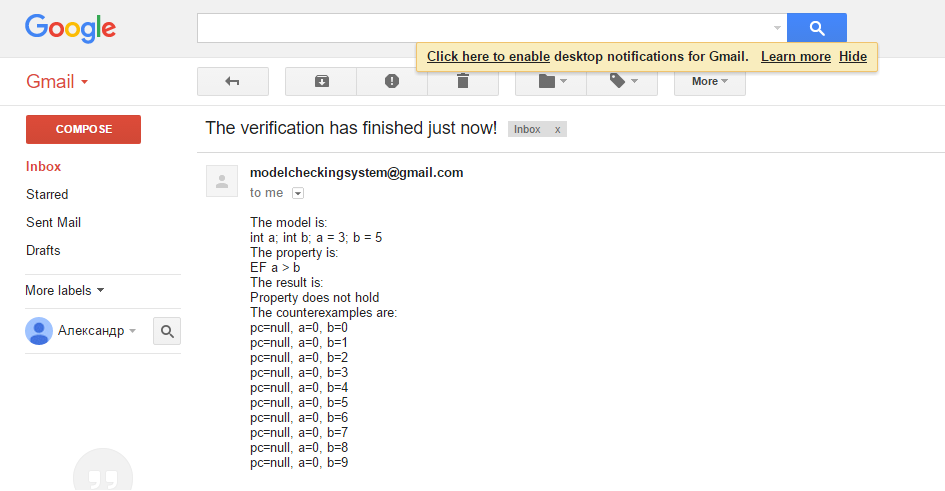 Google
Click here to enable desktop notifications for Gmail. Learn more Hide
Gmail
More
COMPOSE
The verification has finished just now! Inbox x
Inbox
modelcheckingsystem@gmail.com
Starred
to me
Sent Mail
The model is:
int a; int b; a = 3; b = 5
Drafts
The property is:
EF a > b
The result is:
More labels
Property does not hold
The counterexamples are:
Александр
pc=null, a=0, b=0
pc=null, a=0, b=1
pc=null, a=0, b=2
pc=null, a=0, b=3
pc=null, a=0, b=4
pc=null, a=0, b=5
pc=null, a=0, b=6
pc=null, a=0, b=7
pc=null, a=0, b=8
pc=null, a=0, b=9